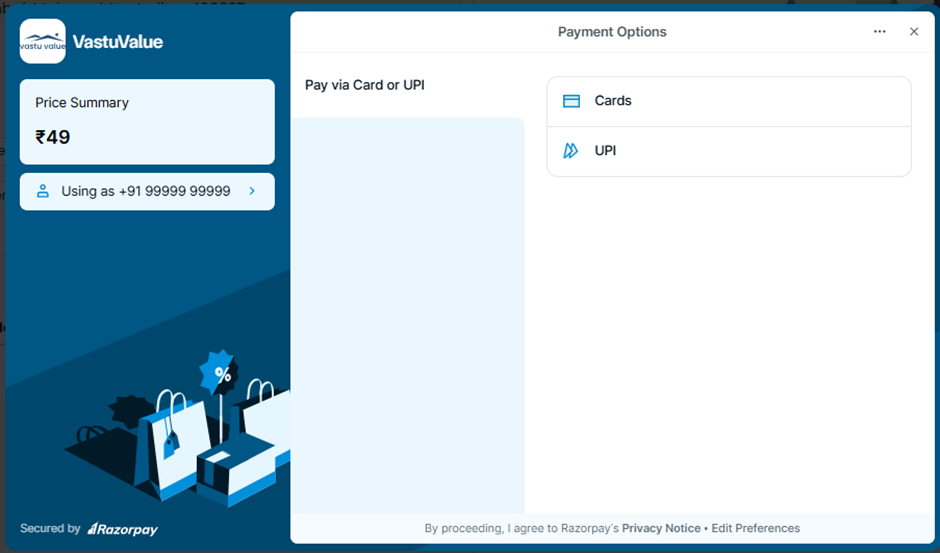 vastu value
VastuValue
Price Summary
₹49
Using as +91 99999 99999
%
Secured by Razorpay
Payment Options
Pay via Card or UPI
Cards
UPI
By proceeding, I agree to Razorpay's Privacy Notice • Edit Preferences